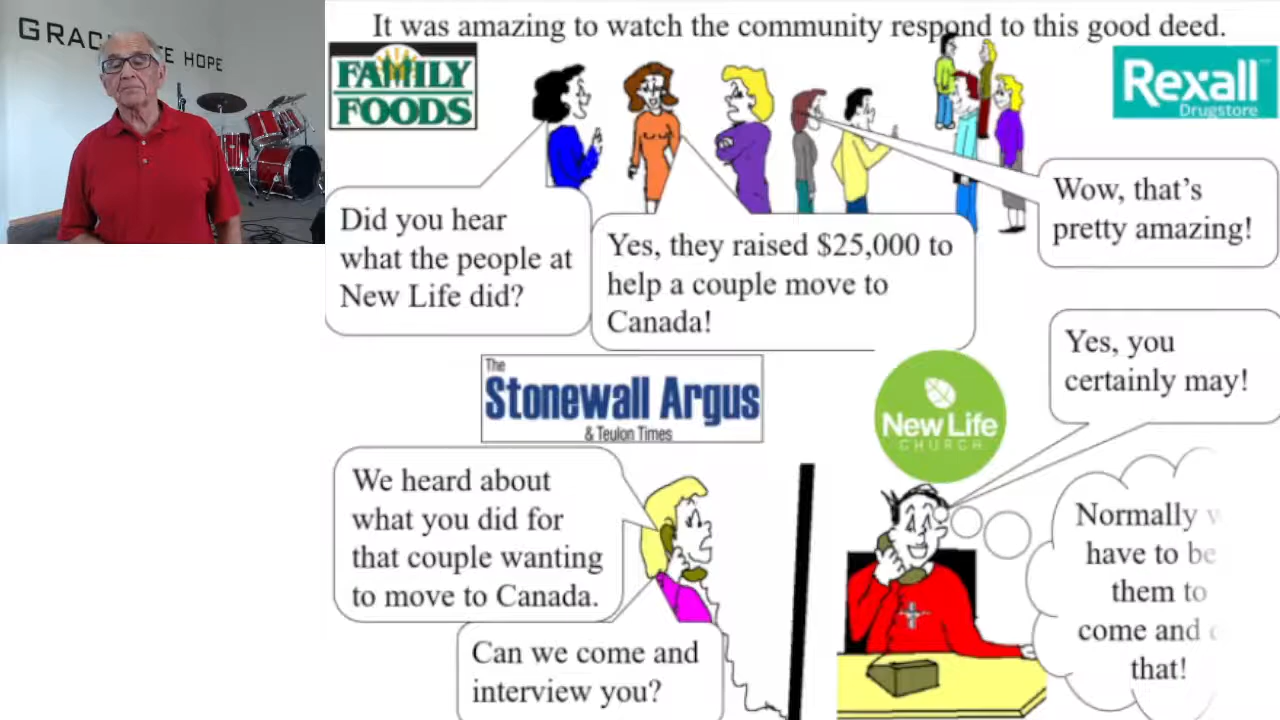 It was amazing to watch the community respond to this good deed.
HOPE
FAMILY
FOODS
Rexall
Drugstore
Did you hear
what the people at
New Life did?
Yes, they raised $25,000 to
help a couple move to
Canada!
Wow, that's
pretty amazing!
Yes, you
certainly may!
The
Stonewall Argus
& Teulon Times
New Life
CHURCH
We heard about
what you did for
that couple wanting
to move to Canada.
Can we come and
interview you?
Normally
have to be
them to
come and
that!